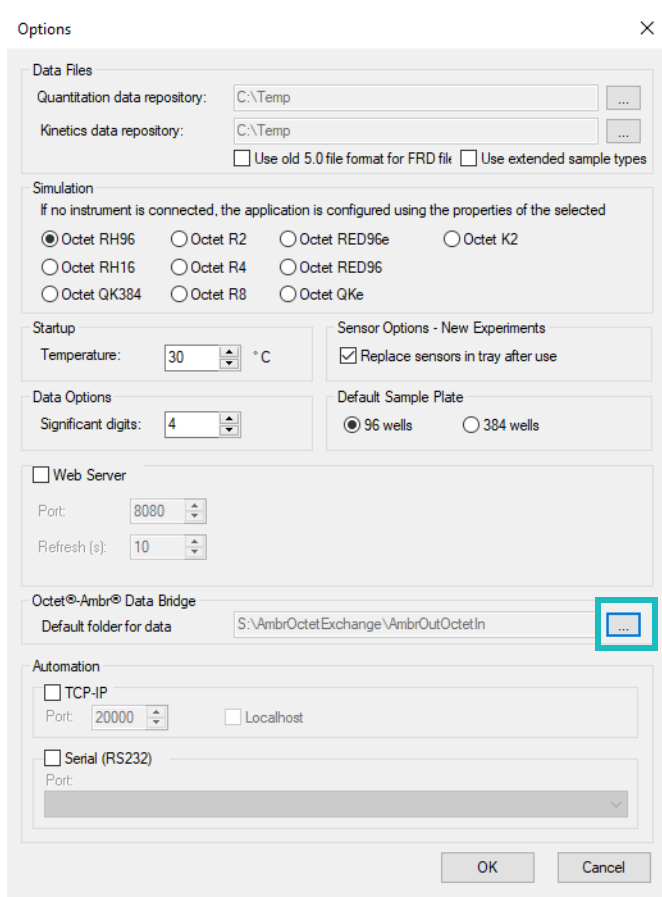 Options
Data Files
Quantitation data repository: C:\Temp ...
Kinetics data repository: C:\Temp ...
Use old 5.0 file format for FRD file Use extended sample types
Simulation
If no instrument is connected, the application is configured using the properties of the selected
Octet RH96 Octet R2 Octet RED96e Octet K2
Octet RH16 Octet R4 Octet RED96
Octet QK384 Octet R8 Octet QKe
Startup
Temperature: 30 °C
Sensor Options - New Experiments
Replace sensors in tray after use
Data Options
Significant digits: 4
Default Sample Plate
96 wells 384 wells
Web Server
Port: 8080
Refresh (s): 10
Octet®-Ambr® Data Bridge
Default folder for data S:\AmbrOctetExchange\AmbrOutOctetIn ...
Automation
TCP-IP
Port: 20000 Localhost
Serial (RS232)
Port:
OK Cancel